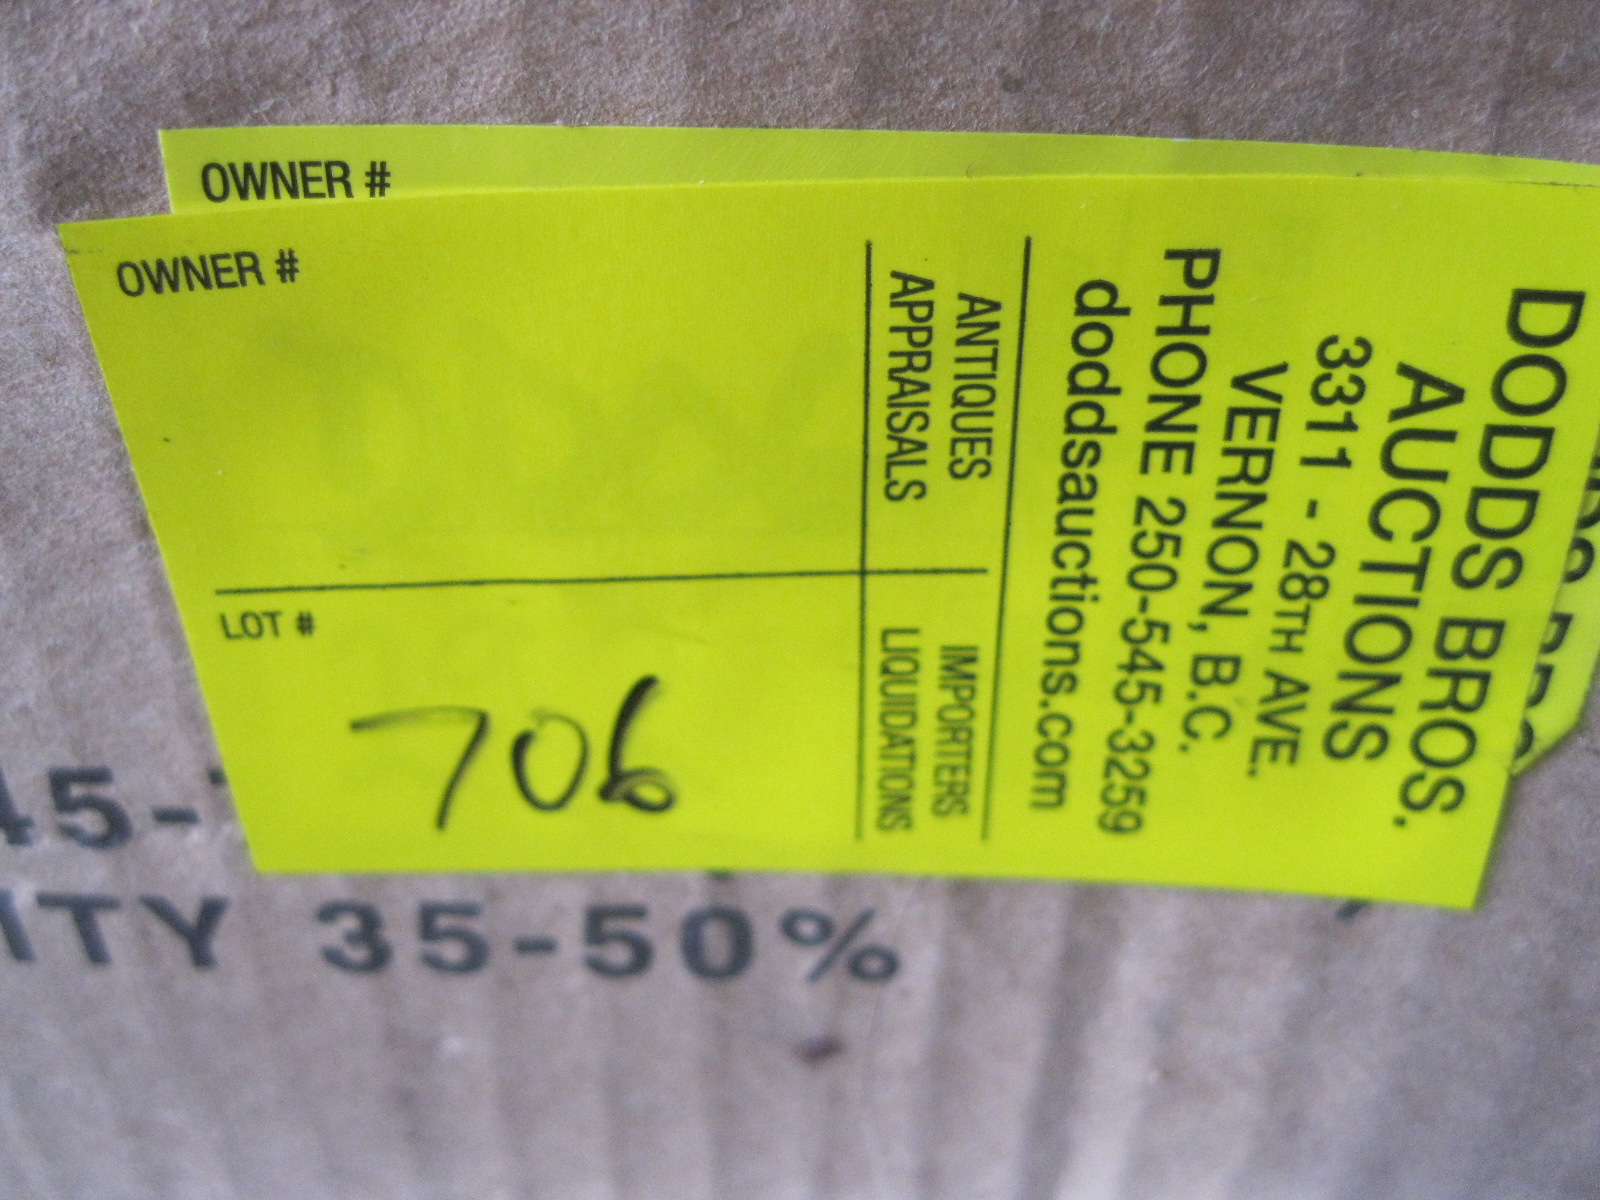 OWNER #
OWNER #
LOT #
706
ANTIQUES
APPRAISALS
IMPORTERS
LIQUIDATIONS
DODDS BROS.
AUCTIONS
3311 - 28TH AVE.
VERNON, B.C.
PHONE 250-545-3259
doddsauctions.com
45-
ITY 35-50%